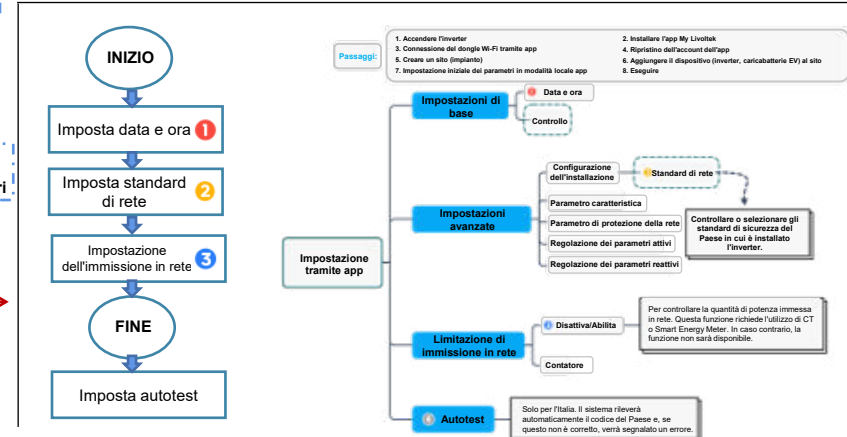 INIZIO
Imposta data e ora 1
Imposta standard
di rete 2
ri
Impostazione
dell'immissione in rete 3
FINE
Imposta autotest
Passaggi:
1. Accendere l'inverter
2. Installare l'app My Livoltek
3. Connessione del dongle Wi-Fi tramite app
4. Ripristino dell'account dell'app
5. Creare un sito (impianto)
6. Aggiungere il dispositivo (inverter, caricabatterie EV) al sito
7. Impostazione iniziale dei parametri in modalità locale app
8. Eseguire
Impostazione
tramite app
Impostazioni di
base
Data e ora
Controllo
Impostazioni
avanzate
Configurazione
dell'installazione
Standard di rete
Controllare o selezionare gli
standard di sicurezza del
Paese in cui è installato
l'inverter.
Parametro caratteristica
Parametro di protezione della rete
Regolazione dei parametri attivi
Regolazione dei parametri reattivi
Limitazione di
immissione in rete
Disattiva/Abilita
Per controllare la quantità di potenza immessa
in rete. Questa funzione richiede l'utilizzo di CT
o Smart Energy Meter. In caso contrario, la
funzione non sarà disponibile.
Contatore
Autotest
Solo per l'Italia. Il sistema rileverà
automaticamente il codice del Paese e, se
questo non è corretto, verrà segnalato un errore.